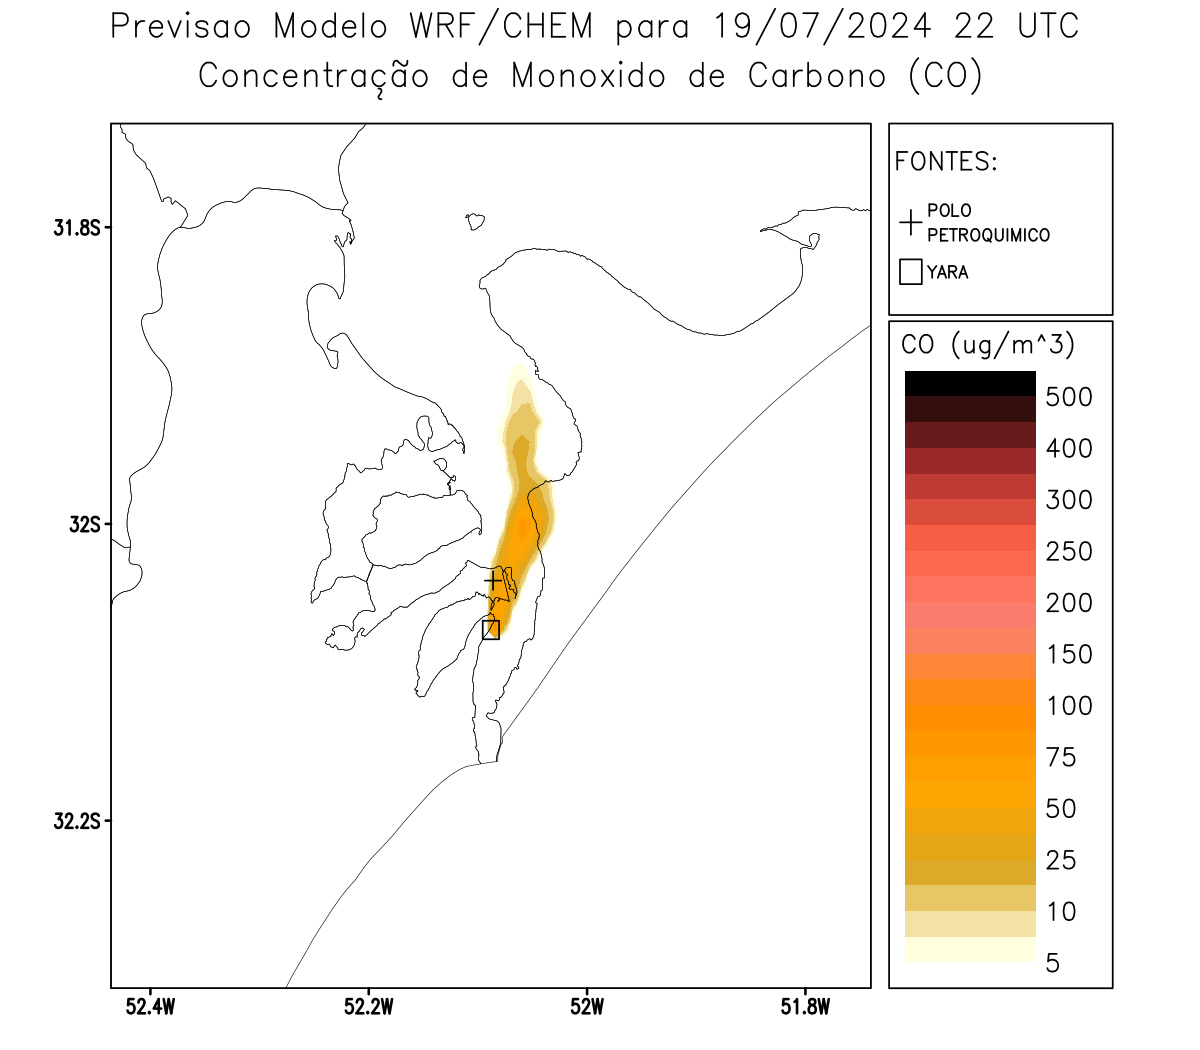 Previsao Modelo WRF/CHEM para 19/07/2024 22 UTC
Concentração de Monoxido de Carbono (CO)
FONTES:
POLO
PETROQUIMICO
YARA
CO (ug/m^3)
500
400
300
250
200
150
100
75
50
25
10
5
31.8S
32S
32.2S
52.4W
52.2W
52W
51.8W